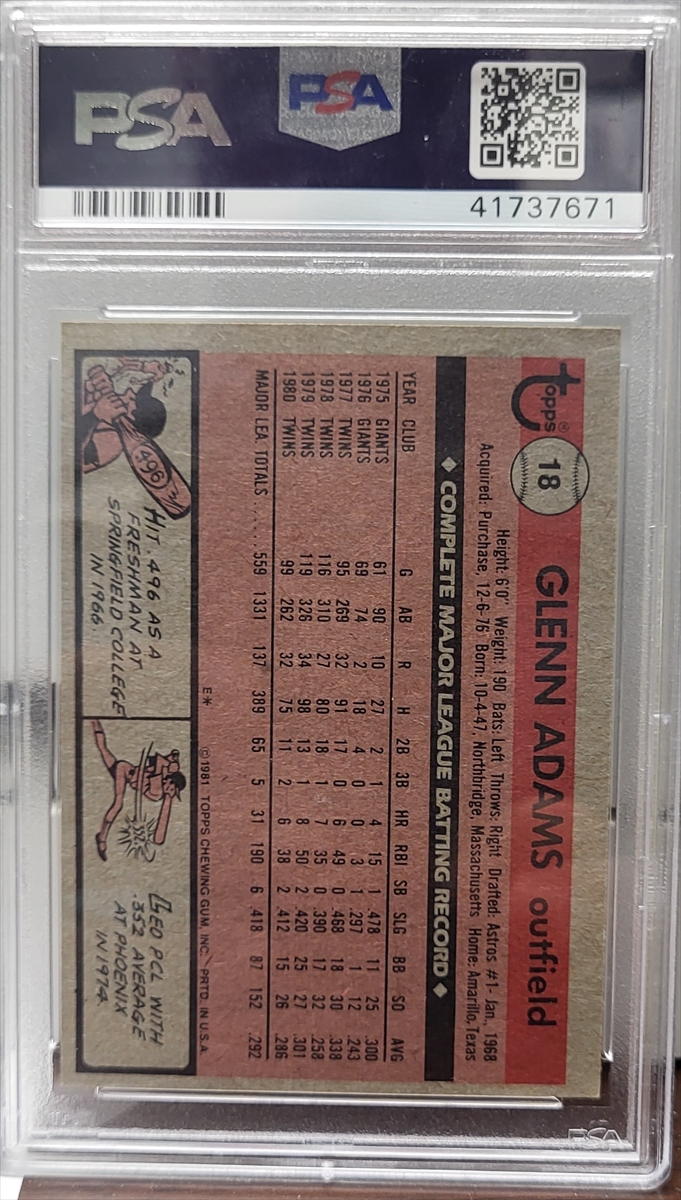 PSA
PSA
41737671
Topps®
18
GLENN ADAMS outfield
Height: 6'0" Weight: 190 Bats: Left Throws: Right Drafted: Astros #1- Jan., 1968
Acquired: Purchase, 12-6-76 Born: 10-4-47, Northbridge, Massachusetts Home: Amarillo, Texas
◆ COMPLETE MAJOR LEAGUE BATTING RECORD ◆
YEAR CLUB G AB R H 2B 3B HR RBI SB SLG BB SO AVG
1975 GIANTS 61 90 10 27 2 1 4 15 1 .478 11 25 .300
1976 GIANTS 69 74 2 18 4 0 0 3 1 .297 1 12 .243
1977 TWINS 95 269 32 91 17 0 6 49 0 .468 18 30 .338
1978 TWINS 116 310 27 80 18 1 7 35 0 .390 17 32 .258
1979 TWINS 119 326 34 98 13 1 8 50 2 .420 25 27 .301
1980 TWINS 99 262 32 75 11 2 6 38 2 .412 15 26 .286
MAJOR LEA. TOTALS ...... 559 1331 137 389 65 5 31 190 6 .418 87 152 .292
E* ©1981 TOPPS CHEWING GUM, INC. PRTD. IN U.S.A.
.496
HIT .496 AS A
FRESHMAN AT
SPRINGFIELD COLLEGE
IN 1966.
.352
LED PCL WITH
.352 AVERAGE
AT PHOENIX
IN 1974.
PSA